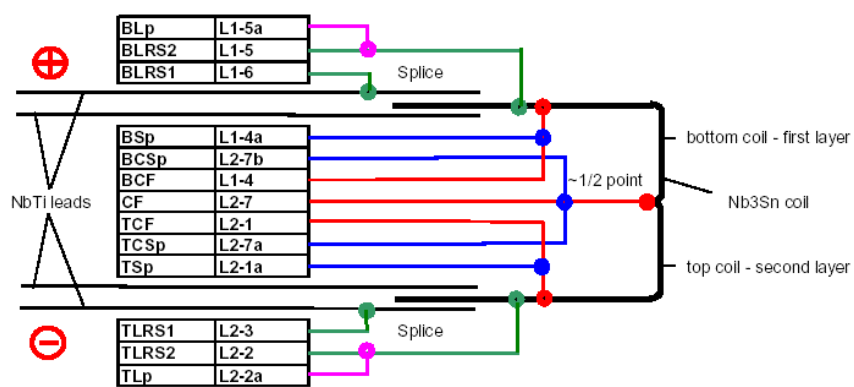 BLp L1-5a
BLRS2 L1-5
BLRS1 L1-6
Splice
BSp L1-4a
BCSp L2-7b
BCF L1-4
CF L2-7
TCF L2-1
TCSp L2-7a
TSp L2-1a
NbTi leads
~1/2 point
bottom coil - first layer
Nb3Sn coil
top coil - second layer
TLRS1 L2-3
TLRS2 L2-2
TLp L2-2a
Splice